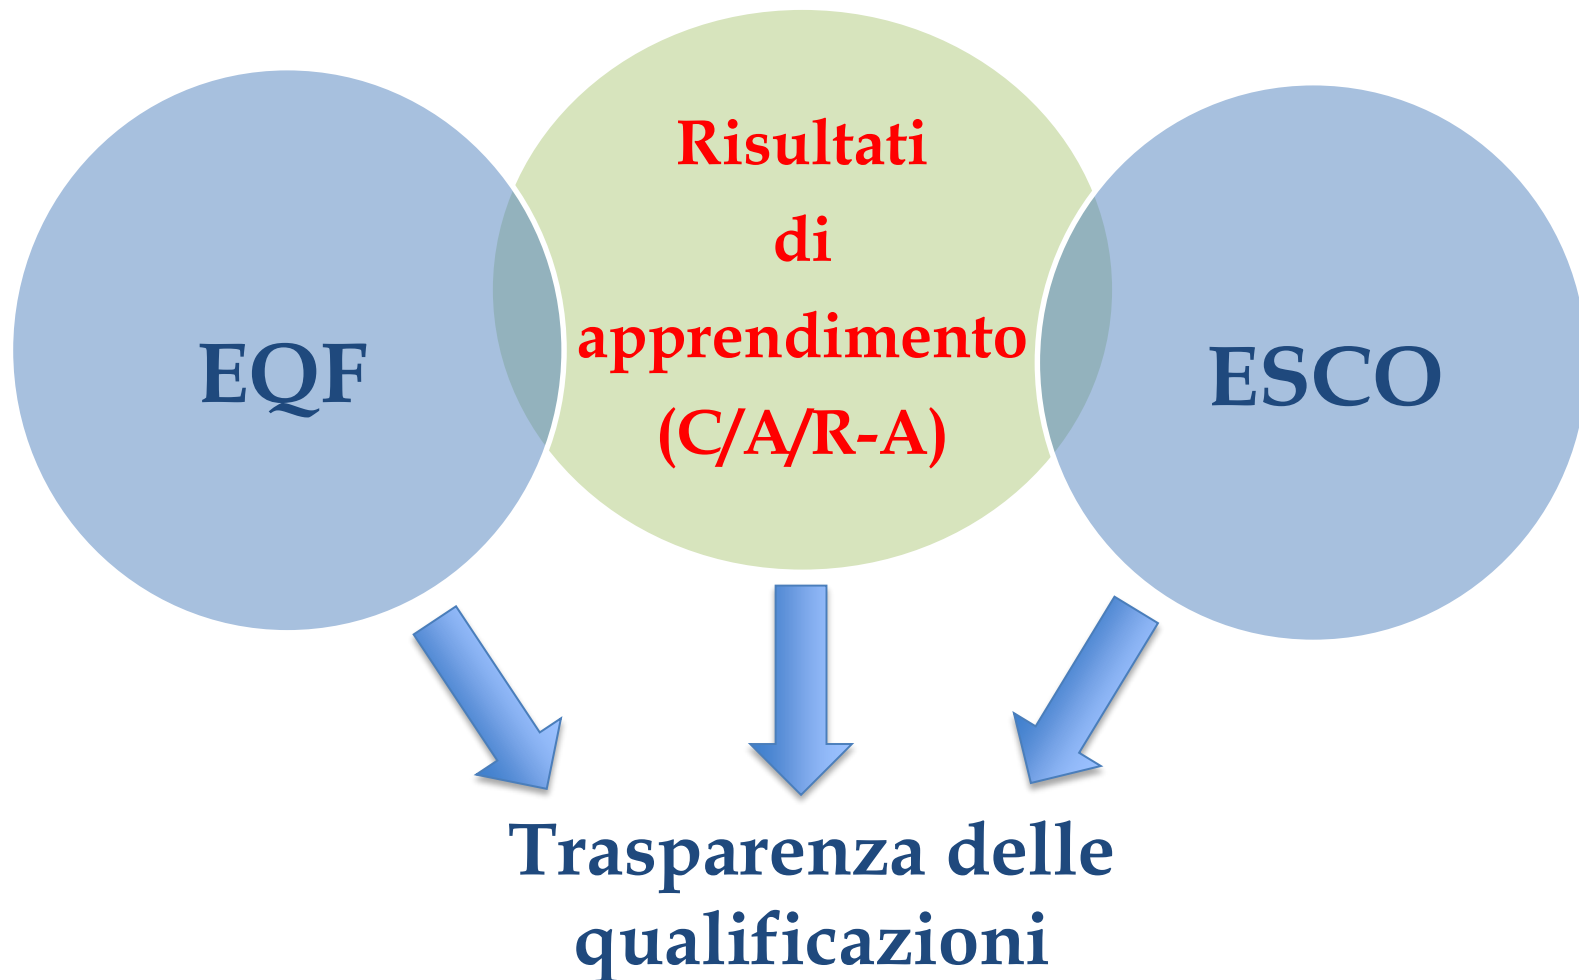 EQF
Risultati
di
apprendimento
(C/A/R-A)
ESCO
Trasparenza delle
qualificazioni